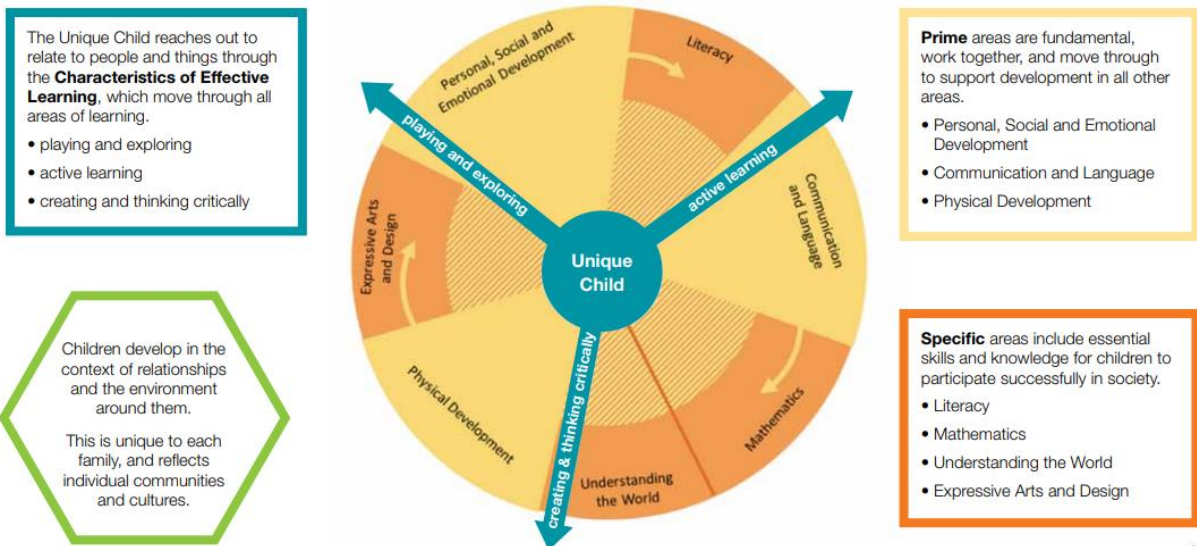 The Unique Child reaches out to
relate to people and things through
the Characteristics of Effective
Learning, which move through all
areas of learning.
• playing and exploring
• active learning
• creating and thinking critically
Children develop in the
context of relationships
and the environment
around them.
This is unique to each
family, and reflects
individual communities
and cultures.
Personal, Social and
Emotional Development
Literacy
playing and exploring
active learning
Communication
and Language
Expressive Arts
and Design
Unique
Child
Physical Development
creating & thinking critically
Mathematics
Understanding
the World
Prime areas are fundamental,
work together, and move through
to support development in all other
areas.
• Personal, Social and Emotional
Development
• Communication and Language
• Physical Development
Specific areas include essential
skills and knowledge for children to
participate successfully in society.
• Literacy
• Mathematics
• Understanding the World
• Expressive Arts and Design